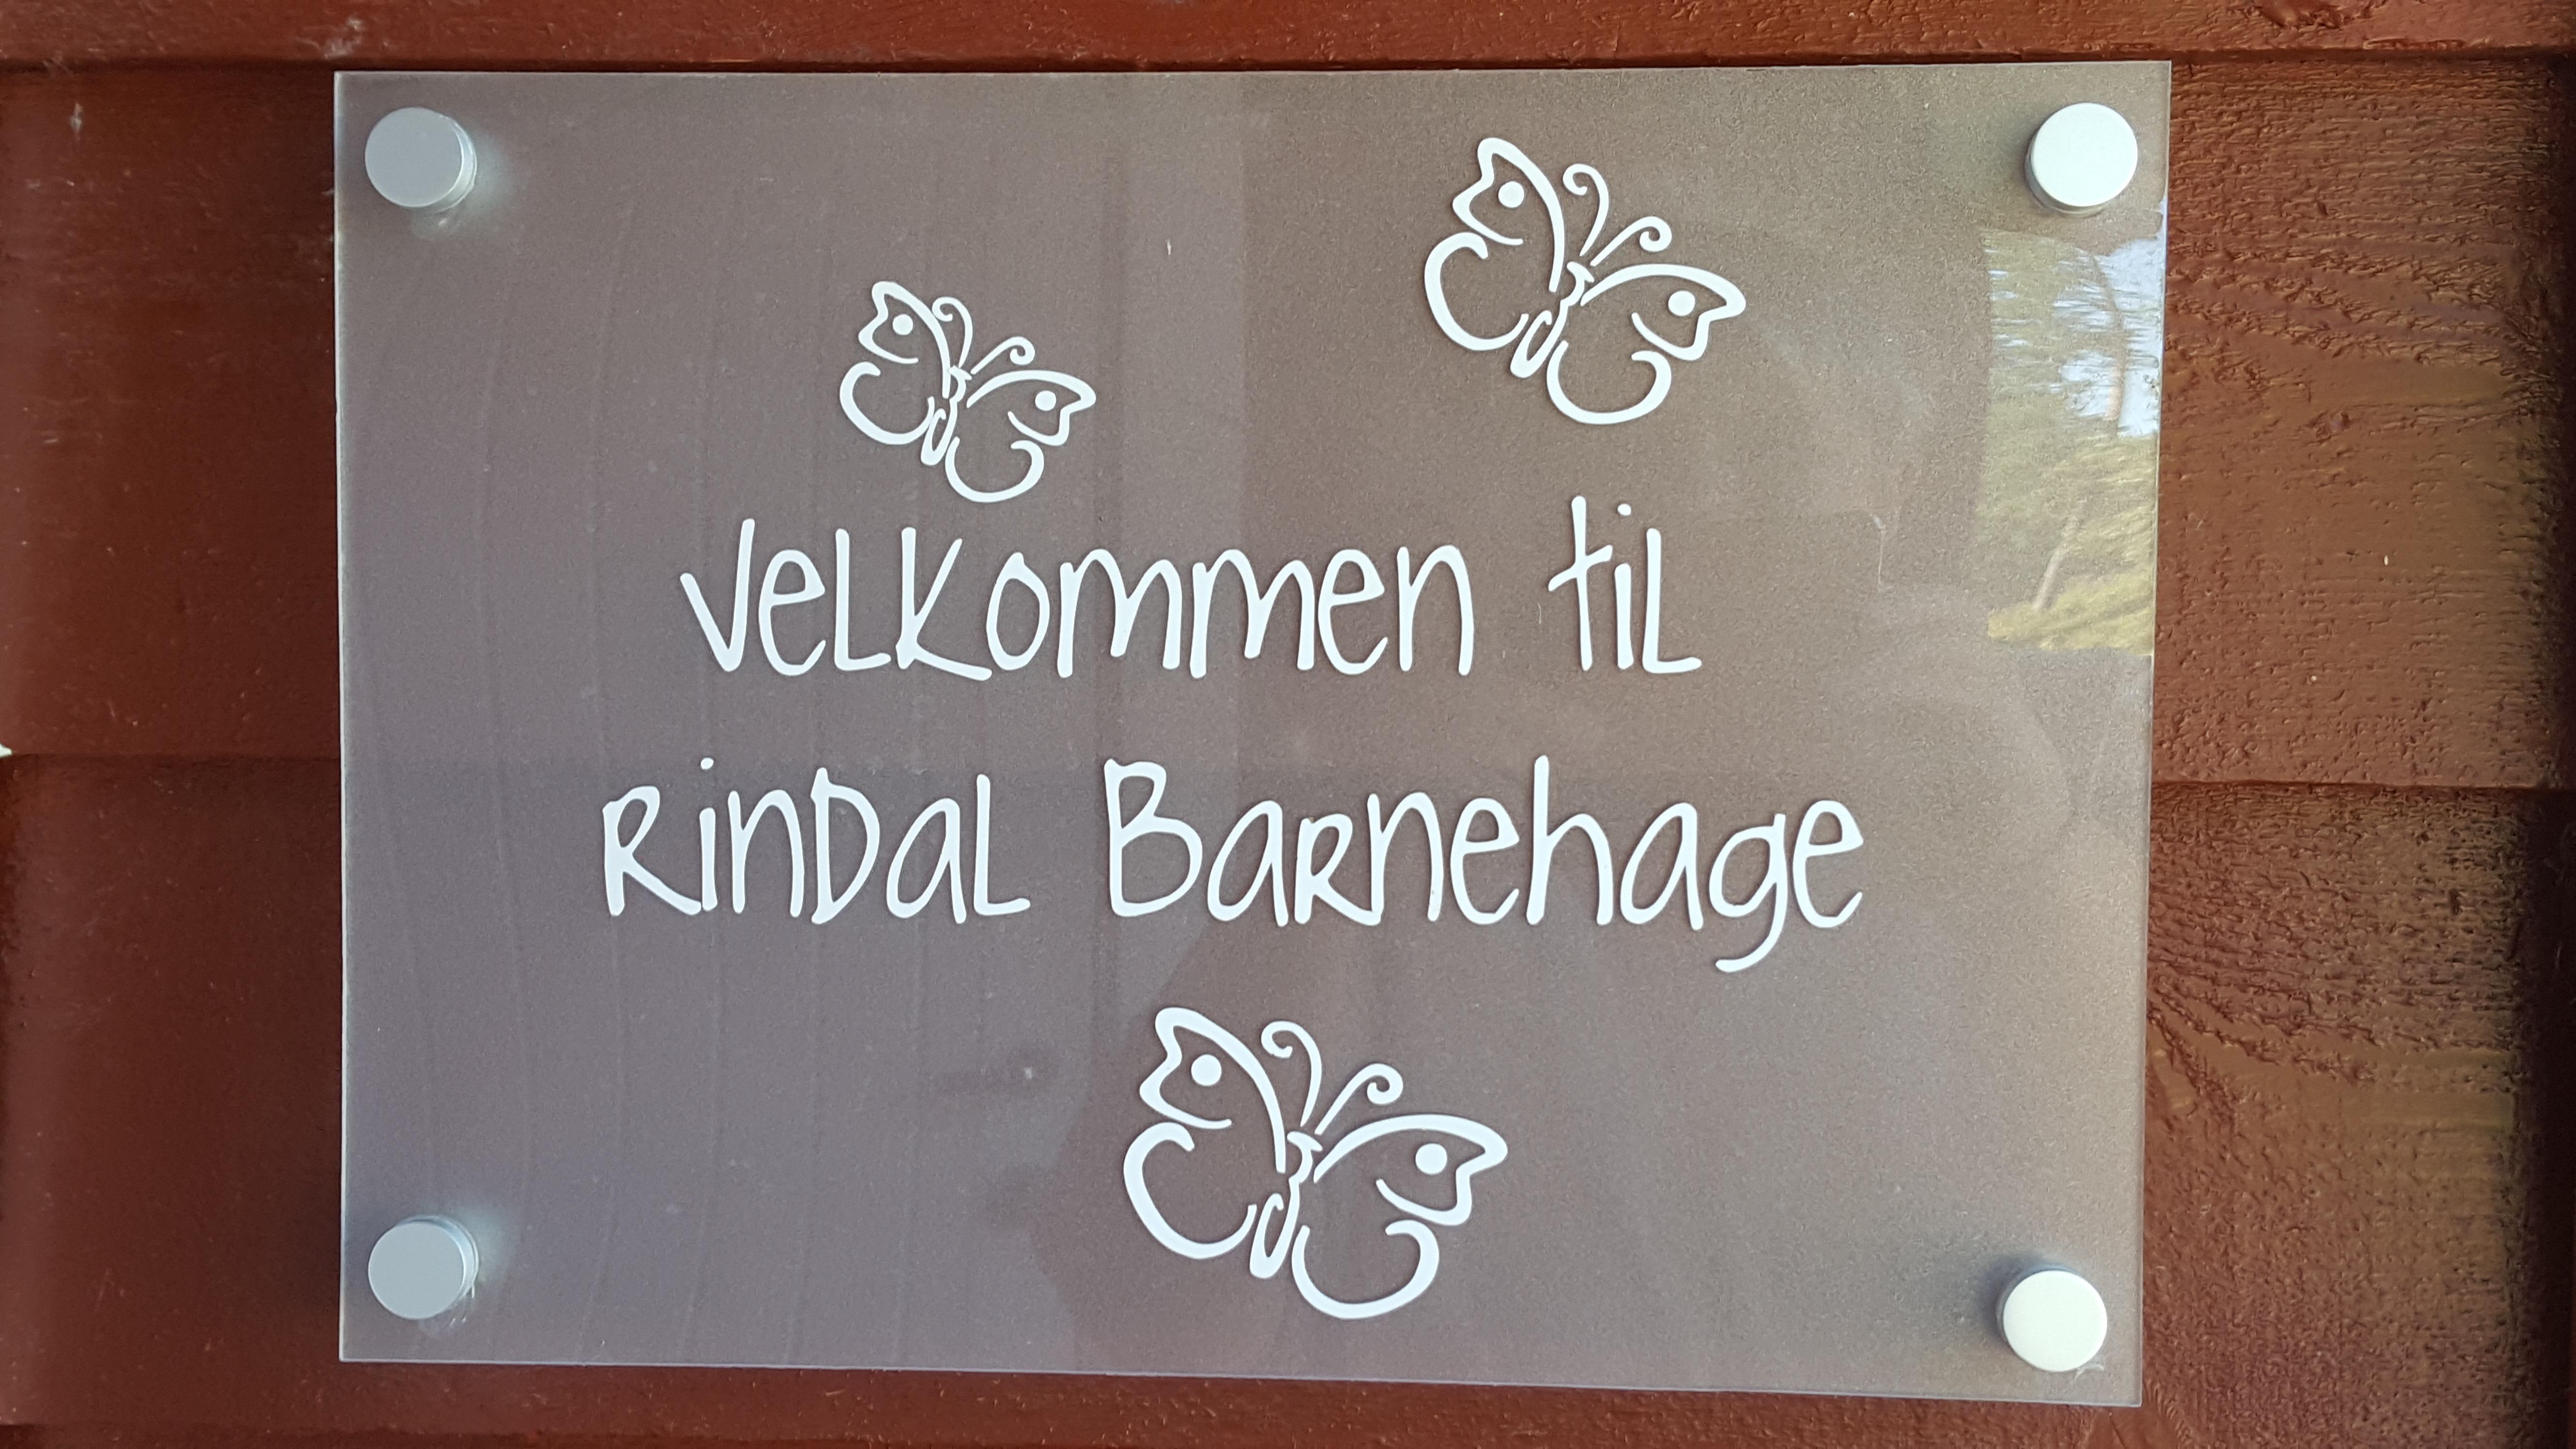 Velkommen til
Rindal Barnehage